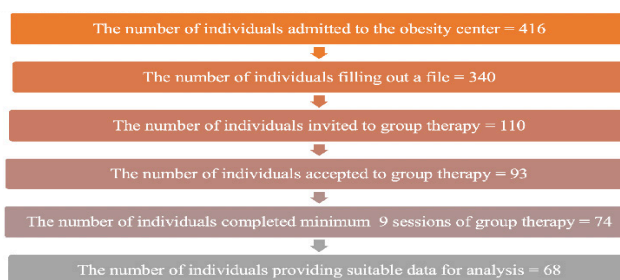 The number of individuals admitted to the obesity center = 416
The number of individuals filling out a file = 340
The number of individuals invited to group therapy = 110
The number of individuals accepted to group therapy = 93
The number of individuals completed minimum 9 sessions of group therapy = 74
The number of individuals providing suitable data for analysis = 68